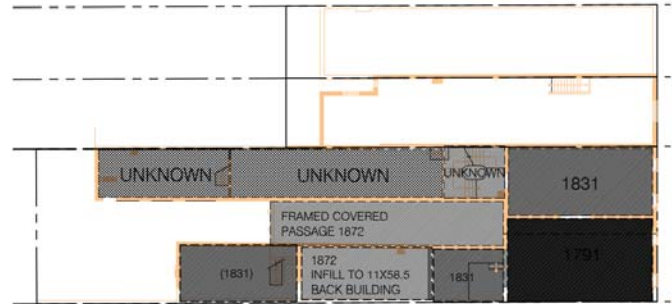 UNKNOWN
UNKNOWN
UNKNOWN
1831
FRAMED COVERED
PASSAGE 1872
1791
(1831)
1872
INFILL TO 11X58.5
BACK BUILDING
1831